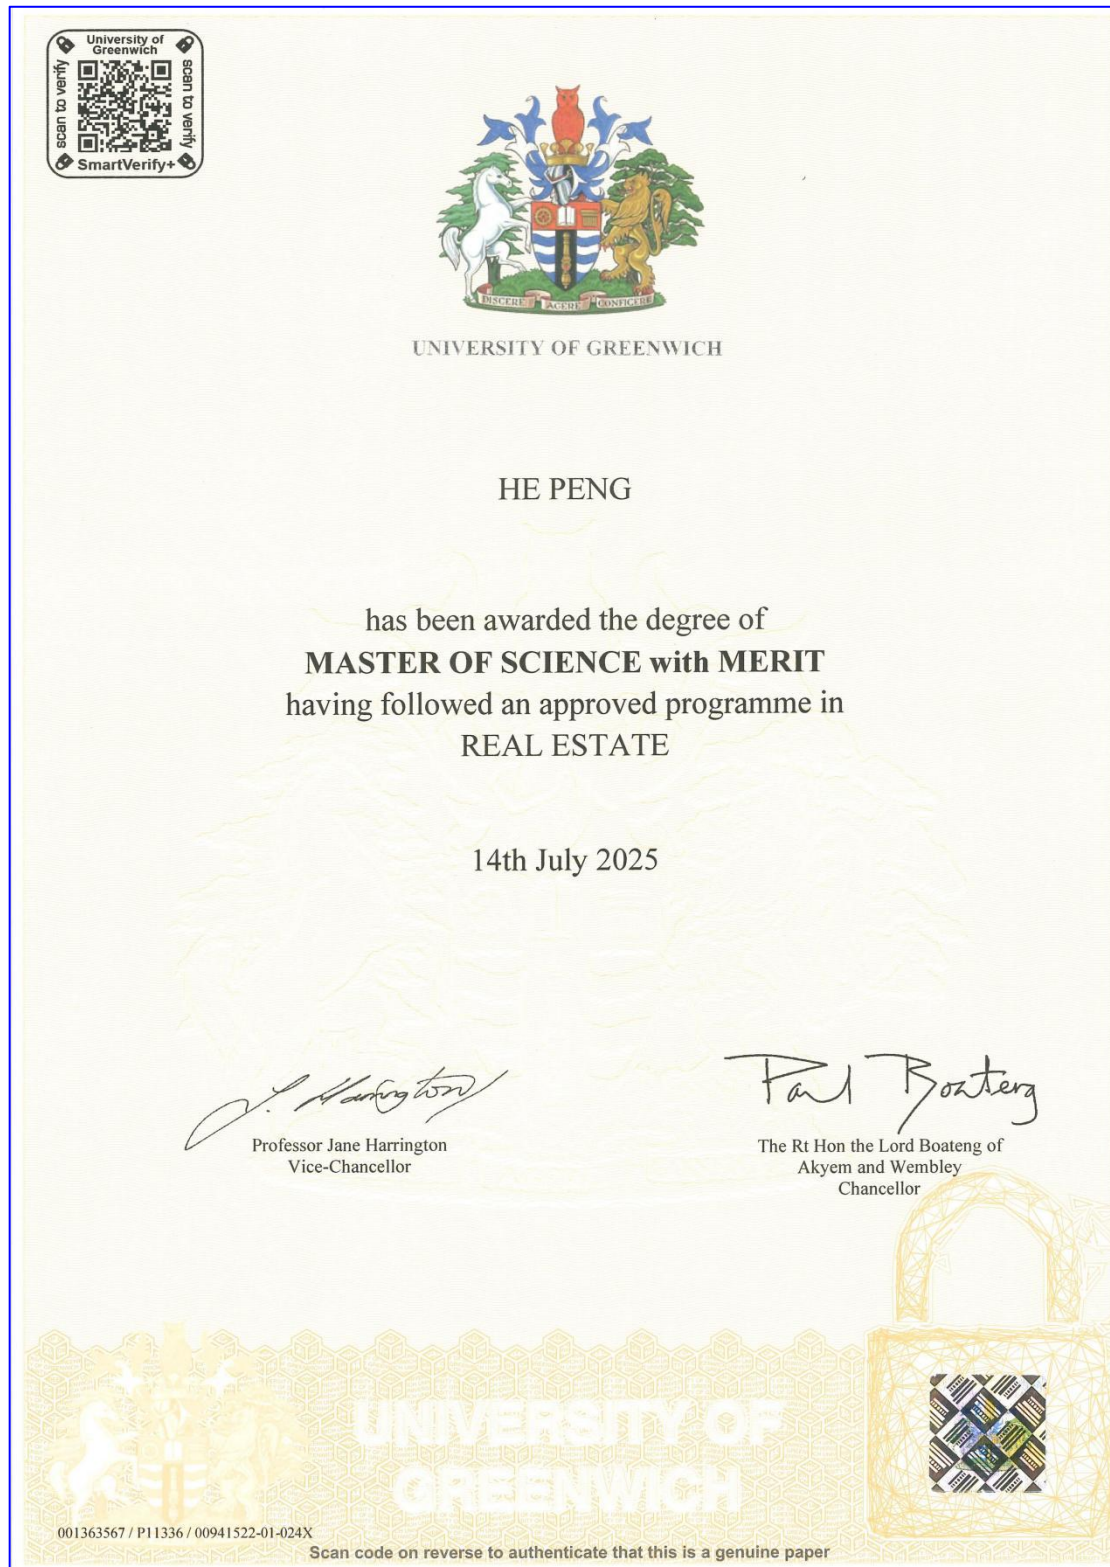 University of
Greenwich
scan to verify
scan to verify
SmartVerify+
DISCERE AGERE CONFICERE
UNIVERSITY OF GREENWICH
HE PENG
has been awarded the degree of
MASTER OF SCIENCE with MERIT
having followed an approved programme in
REAL ESTATE
14th July 2025
J. Harrington
Paul Boateng
Professor Jane Harrington
Vice-Chancellor
The Rt Hon the Lord Boateng of
Akyem and Wembley
Chancellor
UNIVERSITY OF
GREENWICH
001363567 / P11336 / 00941522-01-024X
Scan code on reverse to authenticate that this is a genuine paper